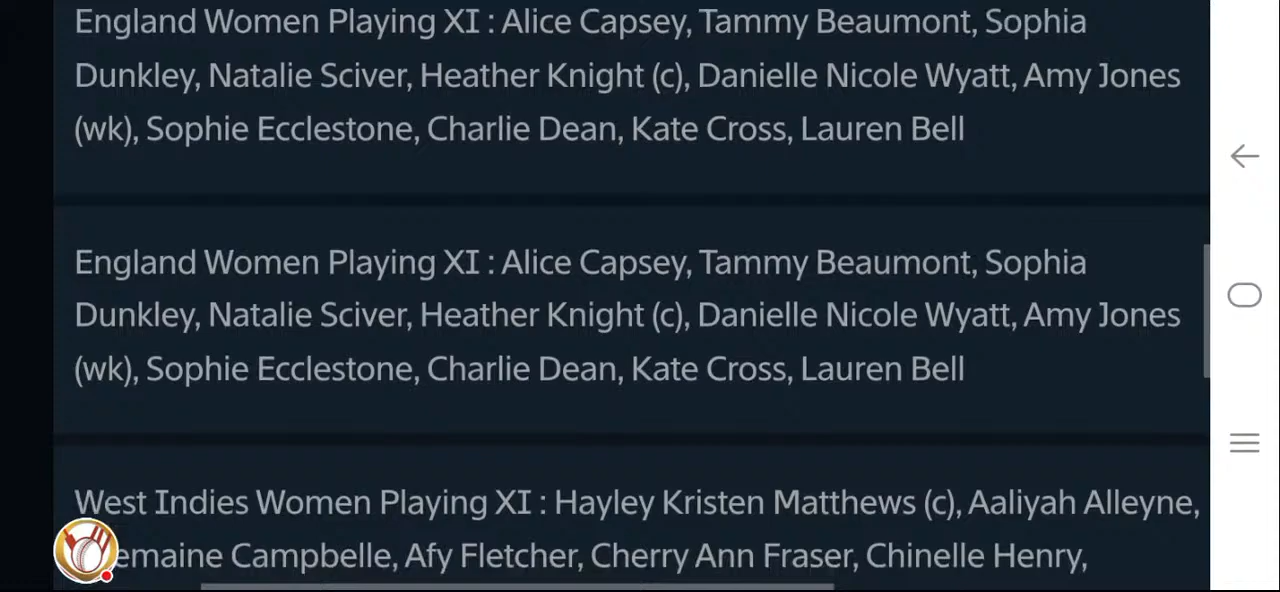 England Women Playing XI : Alice Capsey, Tammy Beaumont, Sophia
Dunkley, Natalie Sciver, Heather Knight (c), Danielle Nicole Wyatt, Amy Jones
(wk), Sophie Ecclestone, Charlie Dean, Kate Cross, Lauren Bell
England Women Playing XI : Alice Capsey, Tammy Beaumont, Sophia
Dunkley, Natalie Sciver, Heather Knight (c), Danielle Nicole Wyatt, Amy Jones
(wk), Sophie Ecclestone, Charlie Dean, Kate Cross, Lauren Bell
West Indies Women Playing XI : Hayley Kristen Matthews (c), Aaliyah Alleyne,
Campbelle, Afy Fletcher, Cherry Ann Fraser, Chinelle Henry,